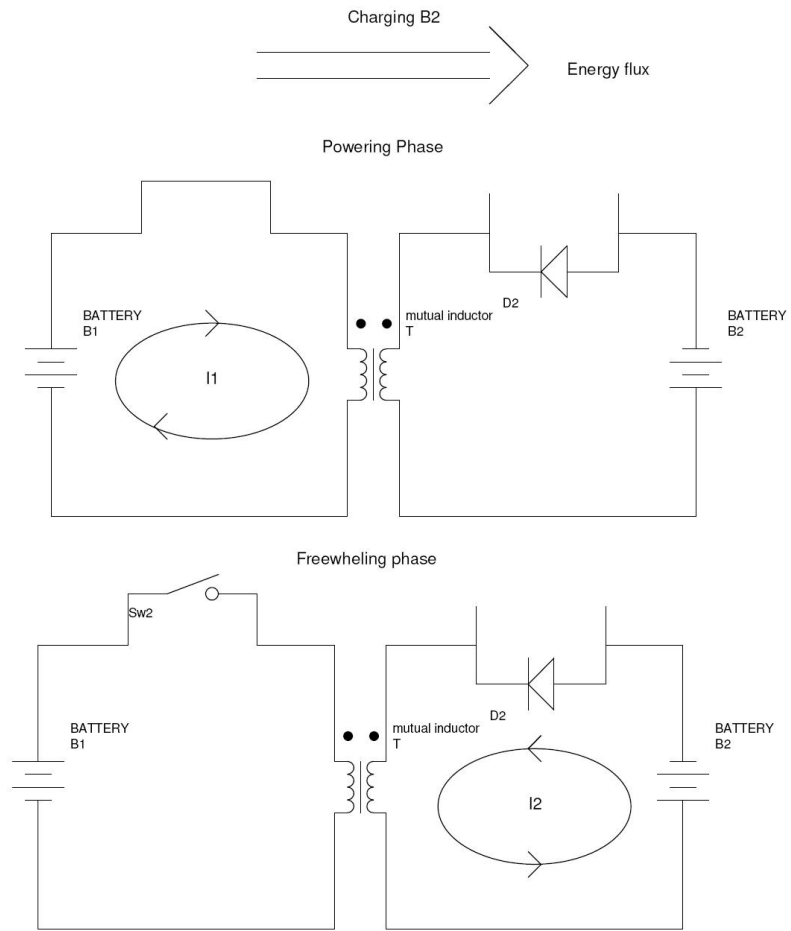 Charging B2
Energy flux
Powering Phase
BATTERY
B1
I1
mutual inductor
T
D2
BATTERY
B2
Freewheling phase
Sw2
BATTERY
B1
mutual inductor
T
D2
I2
BATTERY
B2